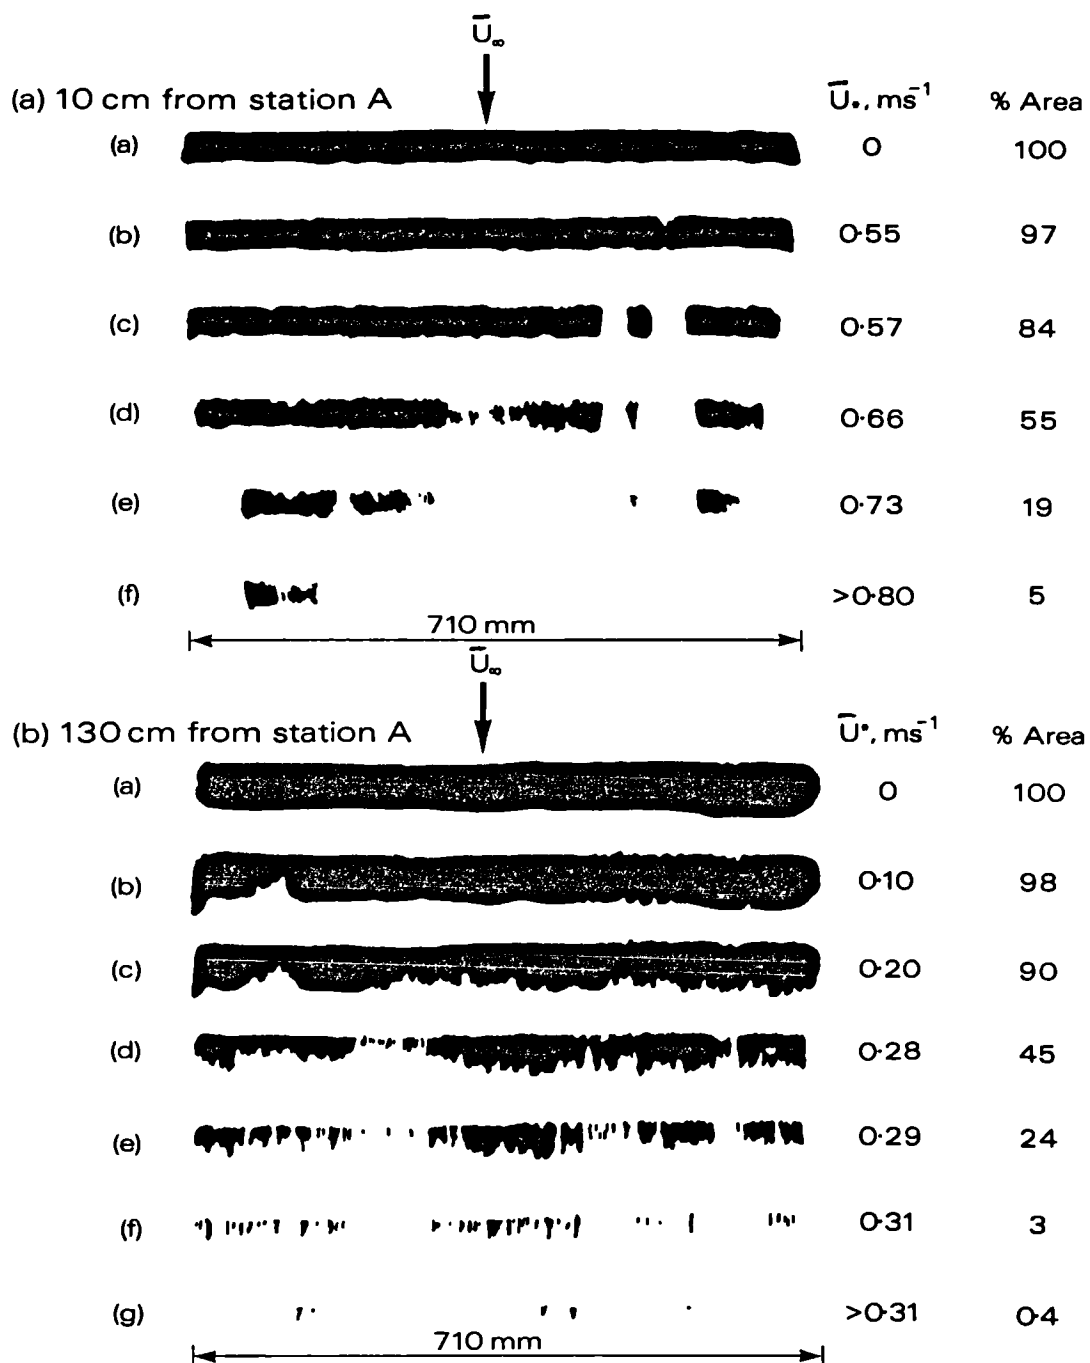 U̅∞
(a) 10 cm from station A U̅*, ms⁻¹ % Area
(a) 0 100
(b) 0·55 97
(c) 0·57 84
(d) 0·66 55
(e) 0·73 19
(f) >0·80 5
710 mm
U̅∞
(b) 130 cm from station A U̅*, ms⁻¹ % Area
(a) 0 100
(b) 0·10 98
(c) 0·20 90
(d) 0·28 45
(e) 0·29 24
(f) 0·31 3
(g) >0·31 0·4
710 mm